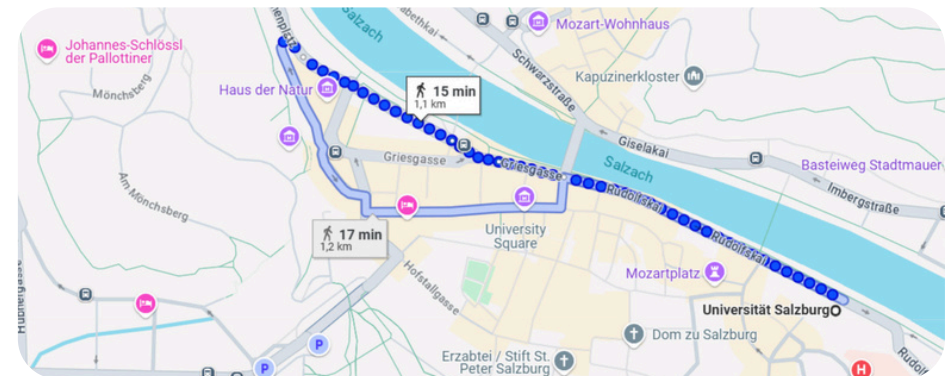 Salzach
Mozart-Wohnhaus
Johannes-Schlössl
der Pallottiner
Schwarzstraße
Kapuzinerkloster
Mönchsberg
Haus der Natur
15 min
1,1 km
Giselakai
Griesgasse
Griesgasse
Salzach
Basteiweg Stadtmauer
Am Mönchsberg
Imbergstraße
Rudolfskai
17 min
1,2 km
University
Square
Rudolfskai
Hofstallgasse
Mozartplatz
Universität Salzburg
Dom zu Salzburg
P
P
Erzabtei / Stift St.
Peter Salzburg
H